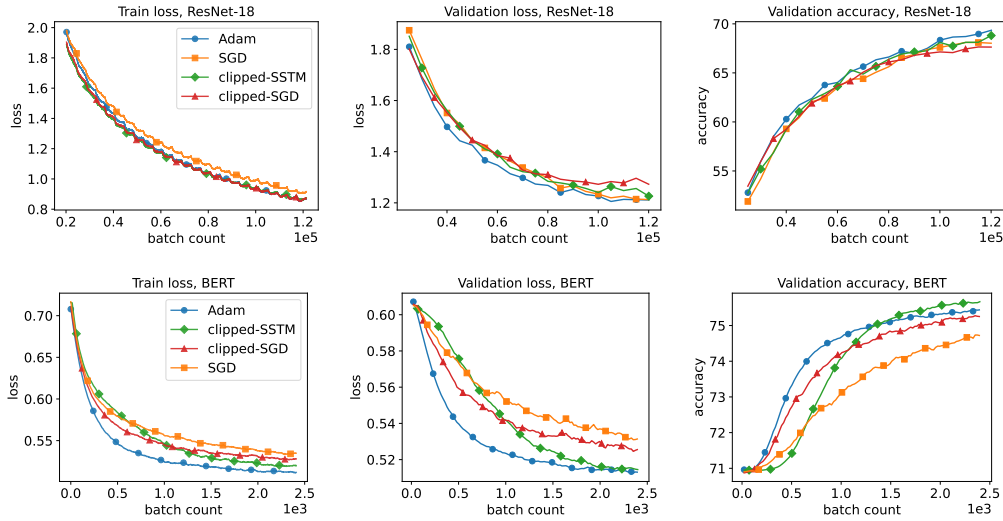 Train loss, ResNet-18
2.0
1.8
1.6
1.4
1.2
1.0
0.8
loss
0.2 0.4 0.6 0.8 1.0 1.2
batch count
1e5
Adam
SGD
clipped-SSTM
clipped-SGD
Validation loss, ResNet-18
1.8
1.6
1.4
1.2
loss
0.4 0.6 0.8 1.0 1.2
batch count
1e5
Validation accuracy, ResNet-18
70
65
60
55
accuracy
0.4 0.6 0.8 1.0 1.2
batch count
1e5
Train loss, BERT
0.70
0.65
0.60
0.55
loss
0.0 0.5 1.0 1.5 2.0 2.5
batch count
1e3
Adam
clipped-SSTM
clipped-SGD
SGD
Validation loss, BERT
0.60
0.58
0.56
0.54
0.52
loss
0.0 0.5 1.0 1.5 2.0 2.5
batch count
1e3
Validation accuracy, BERT
75
74
73
72
71
accuracy
0.0 0.5 1.0 1.5 2.0 2.5
batch count
1e3